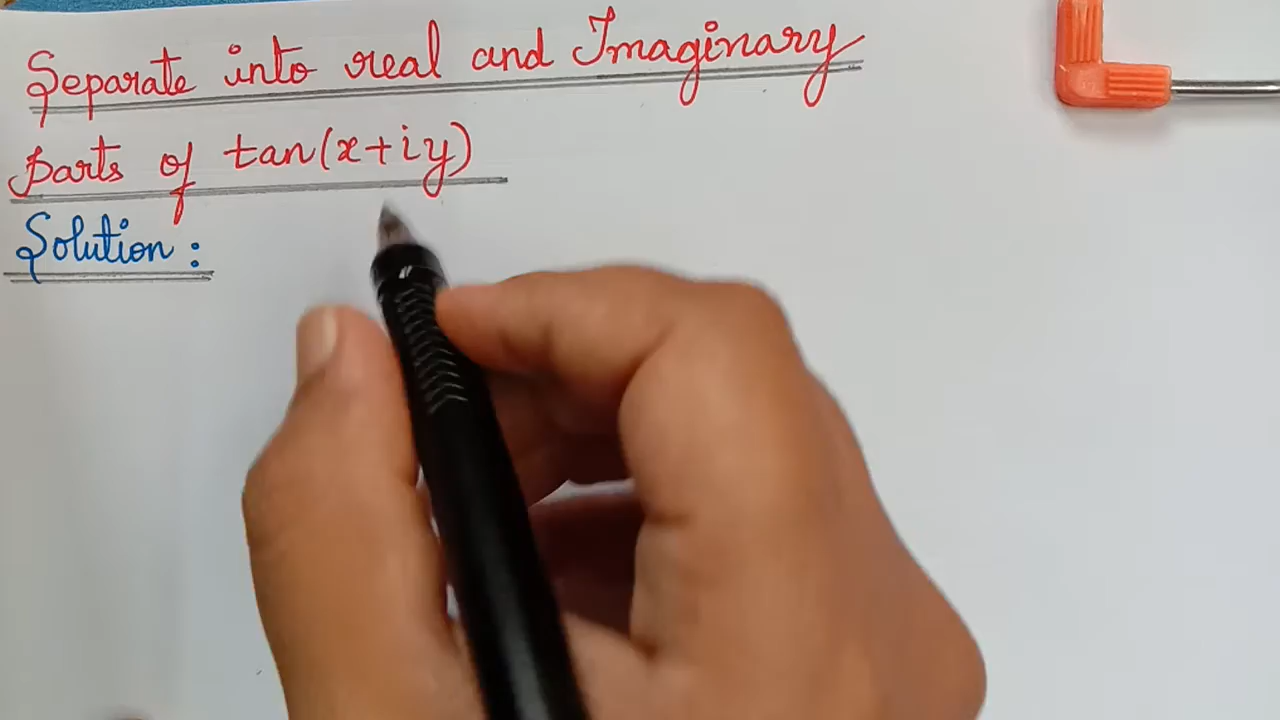 Separate into real and Imaginary
parts of tan(x+iy)
Solution: